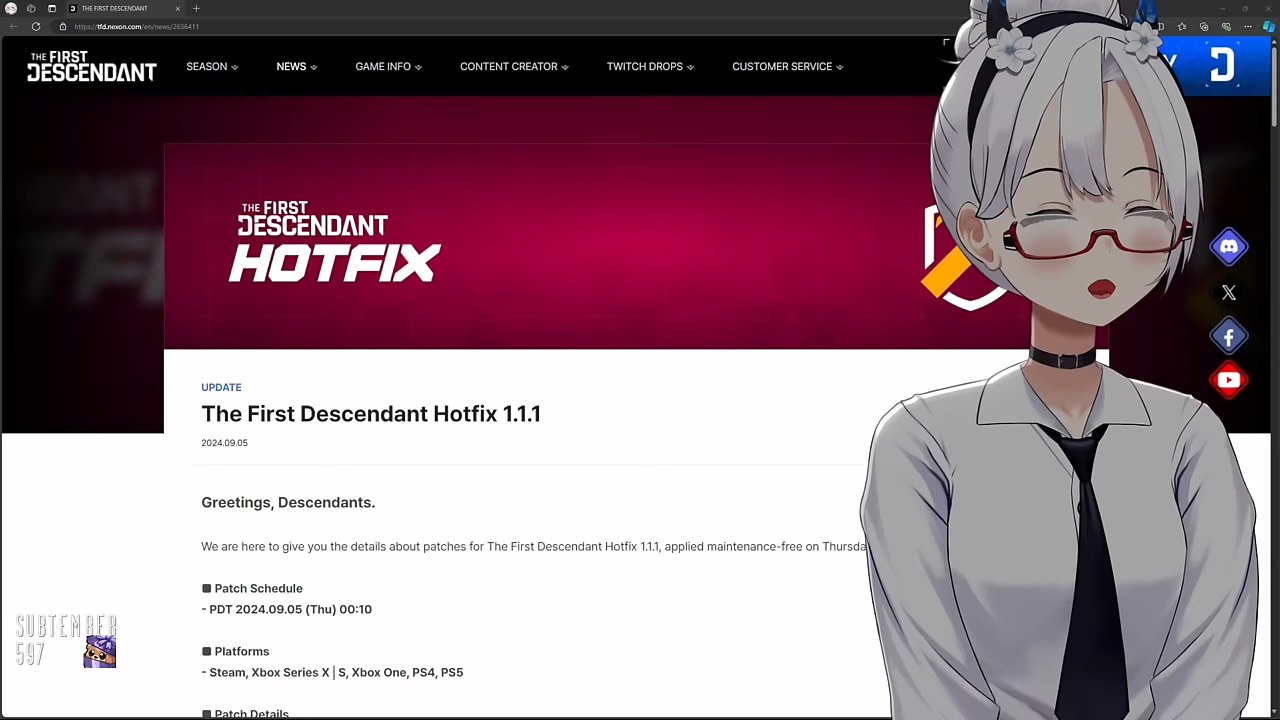 THE FIRST DESCENDANT
https://tfd.nexon.com/en/news/2636411
THE FIRST
DESCENDANT
SEASON
NEWS
GAME INFO
CONTENT CREATOR
TWITCH DROPS
CUSTOMER SERVICE
THE FIRST
DESCENDANT
HOTFIX
UPDATE
The First Descendant Hotfix 1.1.1
2024.09.05
Greetings, Descendants.
We are here to give you the details about patches for The First Descendant Hotfix 1.1.1, applied maintenance-free on
■ Patch Schedule
- PDT 2024.09.05 (Thu) 00:10
■ Platforms
- Steam, Xbox Series X | S, Xbox One, PS4, PS5
■ Patch Details
SUBTEMBER
597